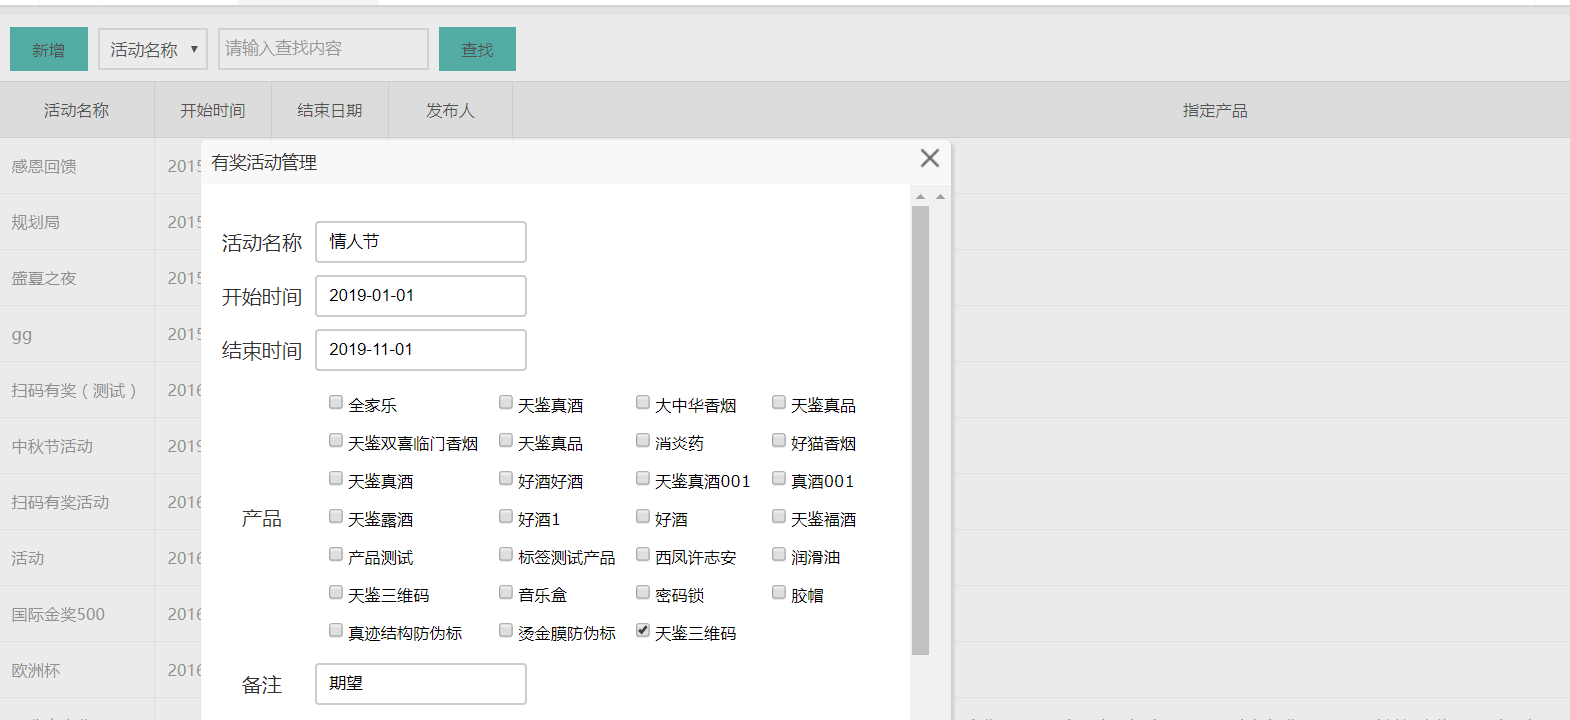 新增 活动名称 请输入查找内容 查找
活动名称 开始时间 结束日期 发布人 指定产品
有奖活动管理
感恩回馈 2015
规划局 2015
活动名称 情人节
盛夏之夜 2015
开始时间 2019-01-01
gg 2015
结束时间 2019-11-01
扫码有奖（测试） 2016
全家乐 天鉴真酒 大中华香烟 天鉴真品
中秋节活动 2019
天鉴双喜临门香烟 天鉴真品 消炎药 好猫香烟
天鉴真酒 好酒好酒 天鉴真酒001 真酒001
扫码有奖活动 2016
产品
天鉴露酒 好酒1 好酒 天鉴福酒
活动 2016
产品测试 标签测试产品 西凤许志安 润滑油
天鉴三维码 音乐盒 密码锁 胶帽
国际金奖500 2016
真迹结构防伪标 烫金膜防伪标 天鉴三维码
欧洲杯 2016
备注 期望